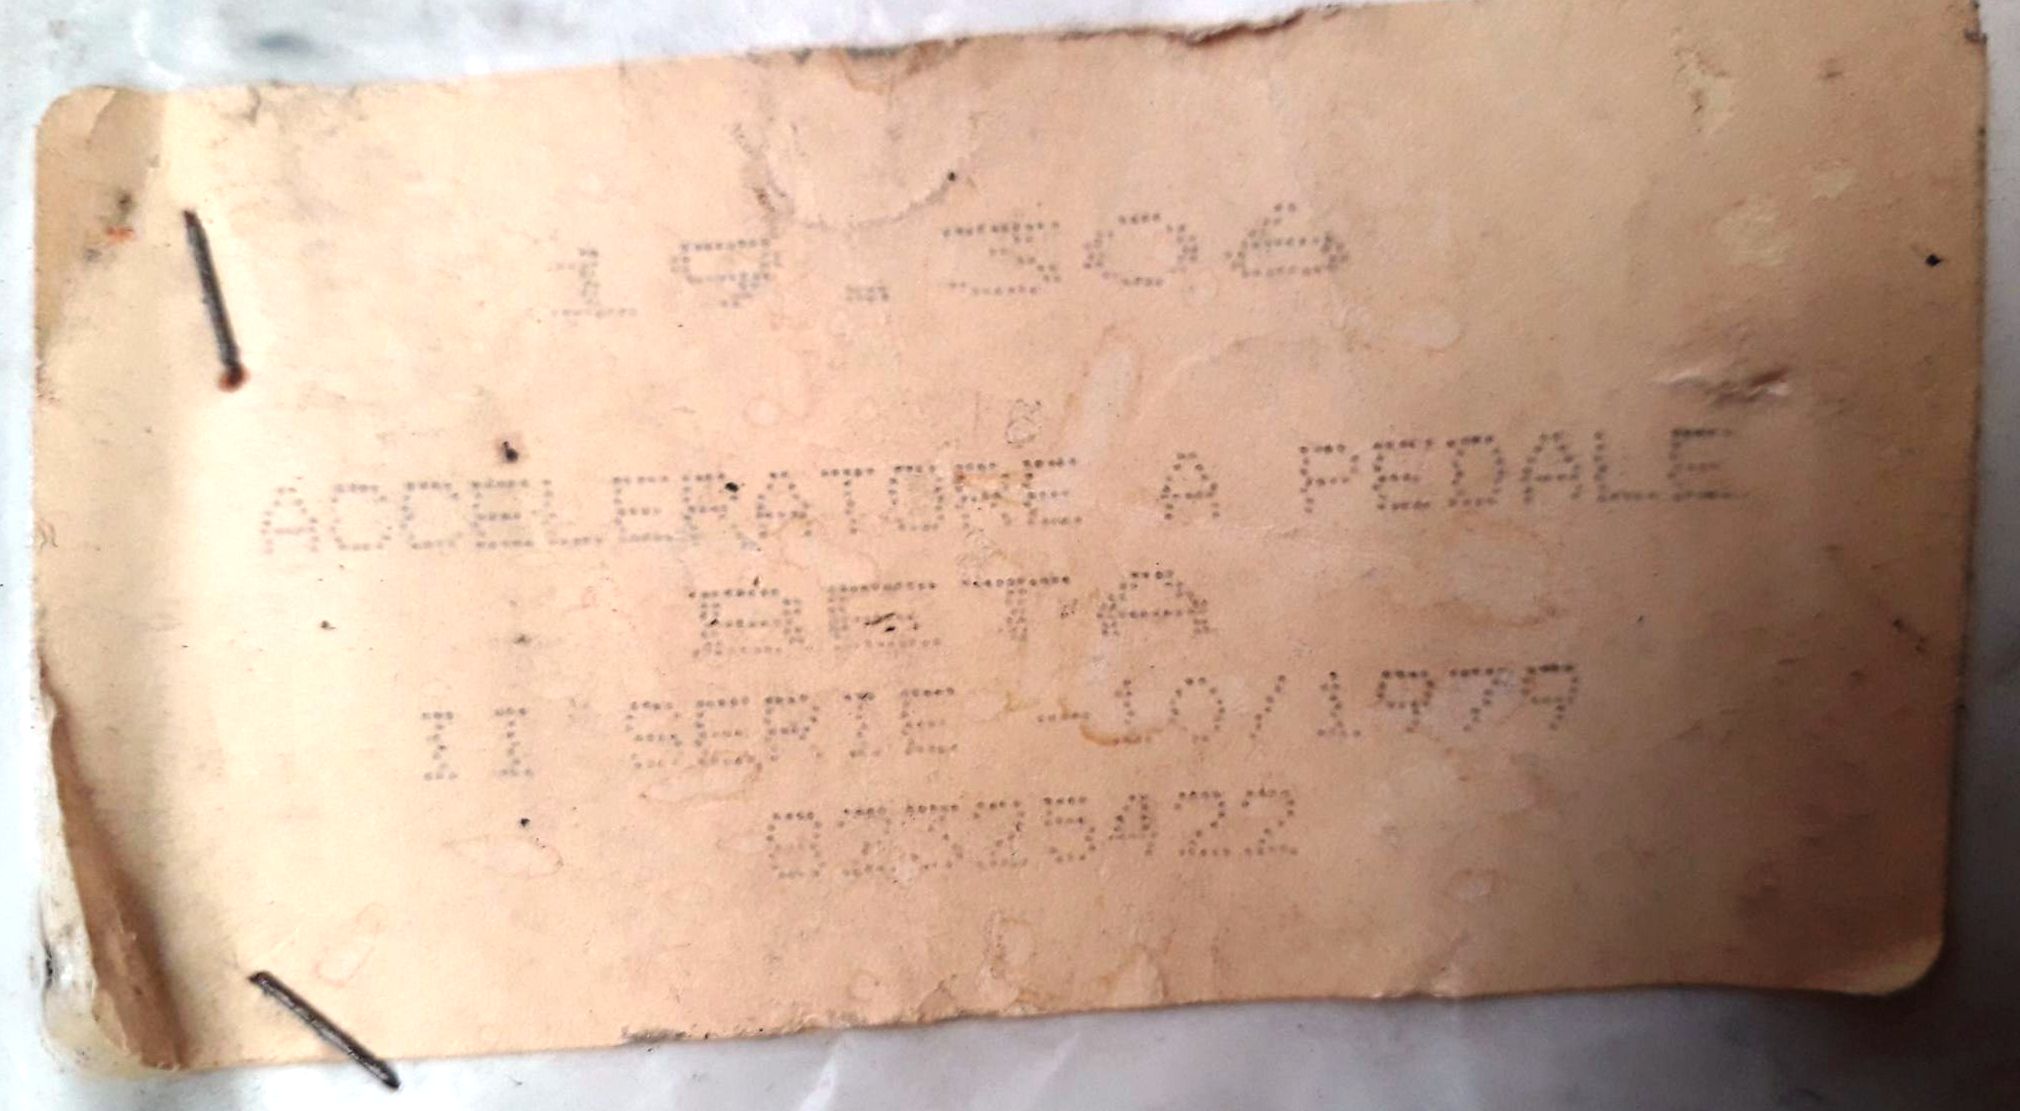 19.306
ACCELERATORE A PEDALE
BETA
II SERIE -10/1979
82325422